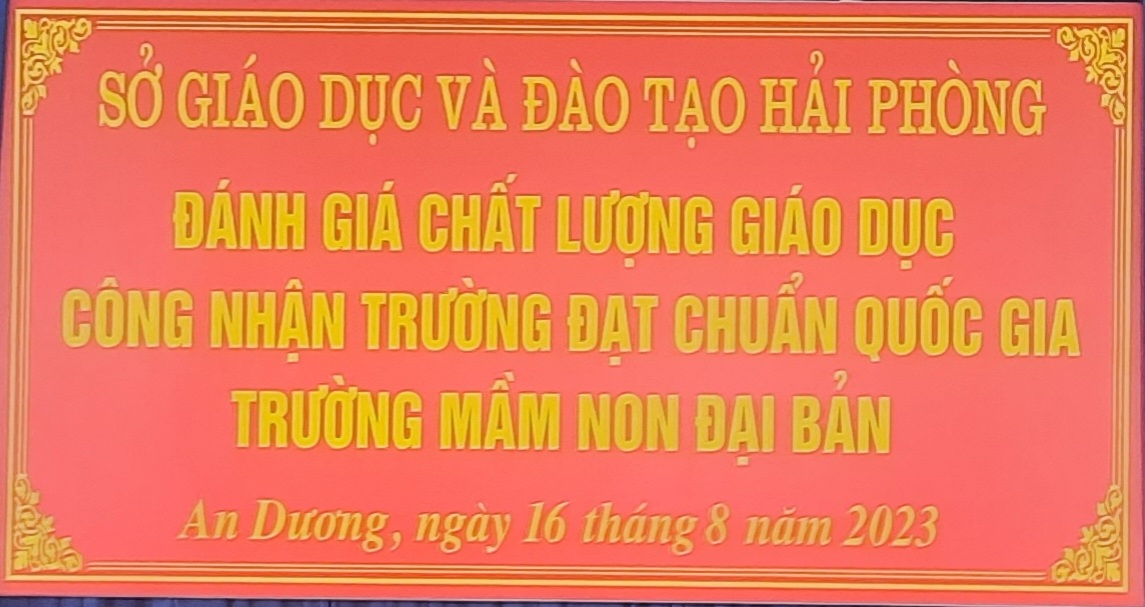 SỞ GIÁO DỤC VÀ ĐÀO TẠO HẢI PHÒNG
ĐÁNH GIÁ CHẤT LƯỢNG GIÁO DỤC
CÔNG NHẬN TRƯỜNG ĐẠT CHUẨN QUỐC GIA
TRƯỜNG MẦM NON ĐẠI BẢN
An Dương, ngày 16 tháng 8 năm 2023